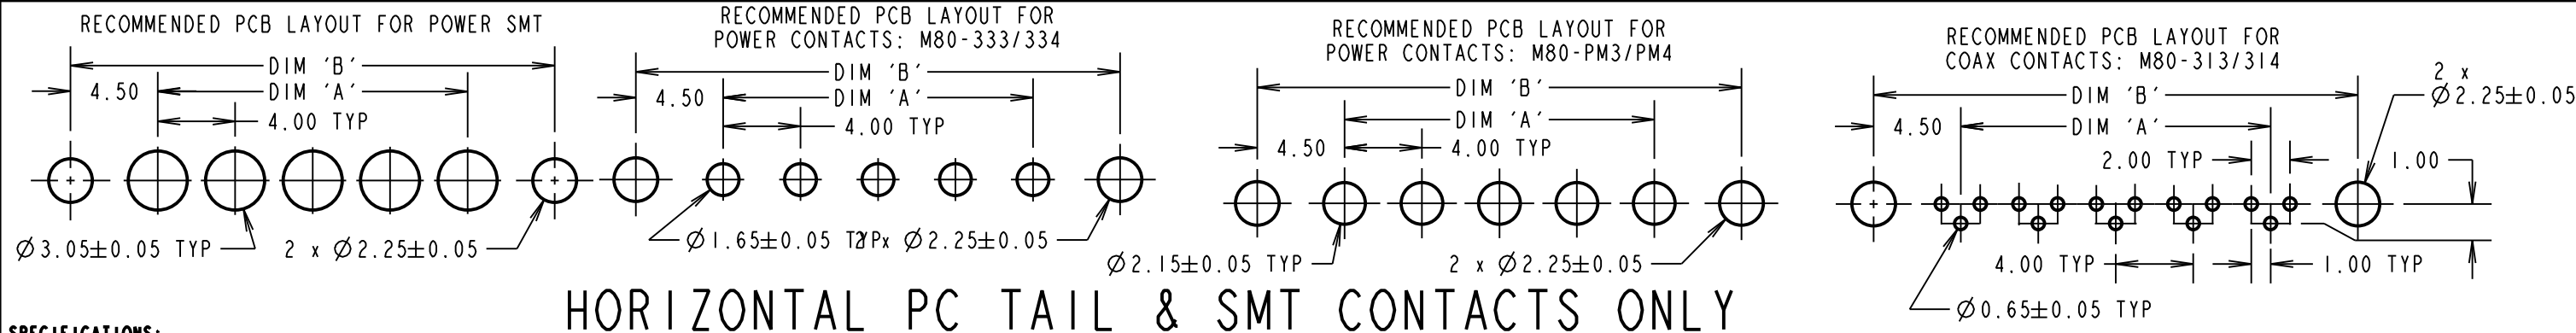 RECOMMENDED PCB LAYOUT FOR POWER SMT
DIM 'B'
4.50
DIM 'A'
4.00 TYP
Ø3.05±0.05 TYP
2 x Ø2.25±0.05
RECOMMENDED PCB LAYOUT FOR
POWER CONTACTS: M80-333/334
DIM 'B'
4.50
DIM 'A'
4.00 TYP
Ø1.65±0.05 TYP
2 x Ø2.25±0.05
RECOMMENDED PCB LAYOUT FOR
POWER CONTACTS: M80-PM3/PM4
DIM 'B'
DIM 'A'
4.50
4.00 TYP
Ø2.15±0.05 TYP
2 x Ø2.25±0.05
RECOMMENDED PCB LAYOUT FOR
COAX CONTACTS: M80-313/314
2 x
Ø2.25±0.05
DIM 'B'
4.50
DIM 'A'
2.00 TYP
1.00
4.00 TYP
1.00 TYP
Ø0.65±0.05 TYP
HORIZONTAL PC TAIL & SMT CONTACTS ONLY
SPECIFICATIONS: